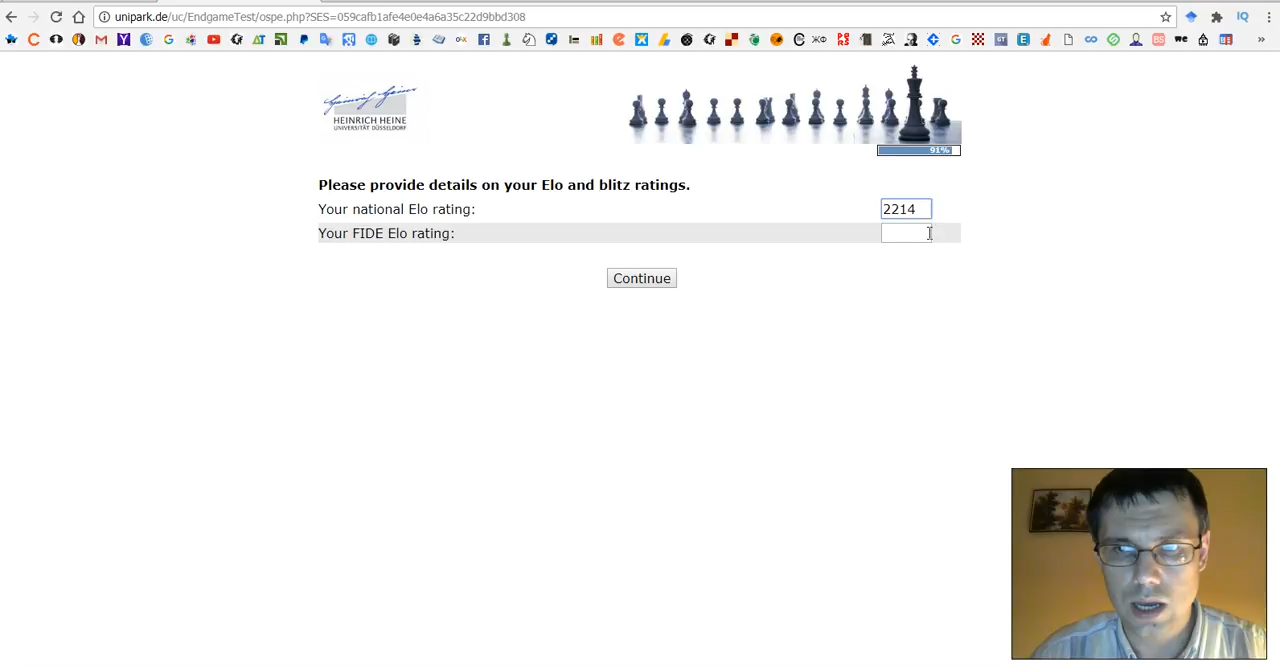 unipark.de/uc/EndgameTest/ospe.php?SES=059cafb1afe4e0e4a6a35c22d9bbd308
HEINRICH HEINE
UNIVERSITÄT DÜSSELDORF
91%
Please provide details on your Elo and blitz ratings.
Your national Elo rating: 2214
Your FIDE Elo rating:
Continue